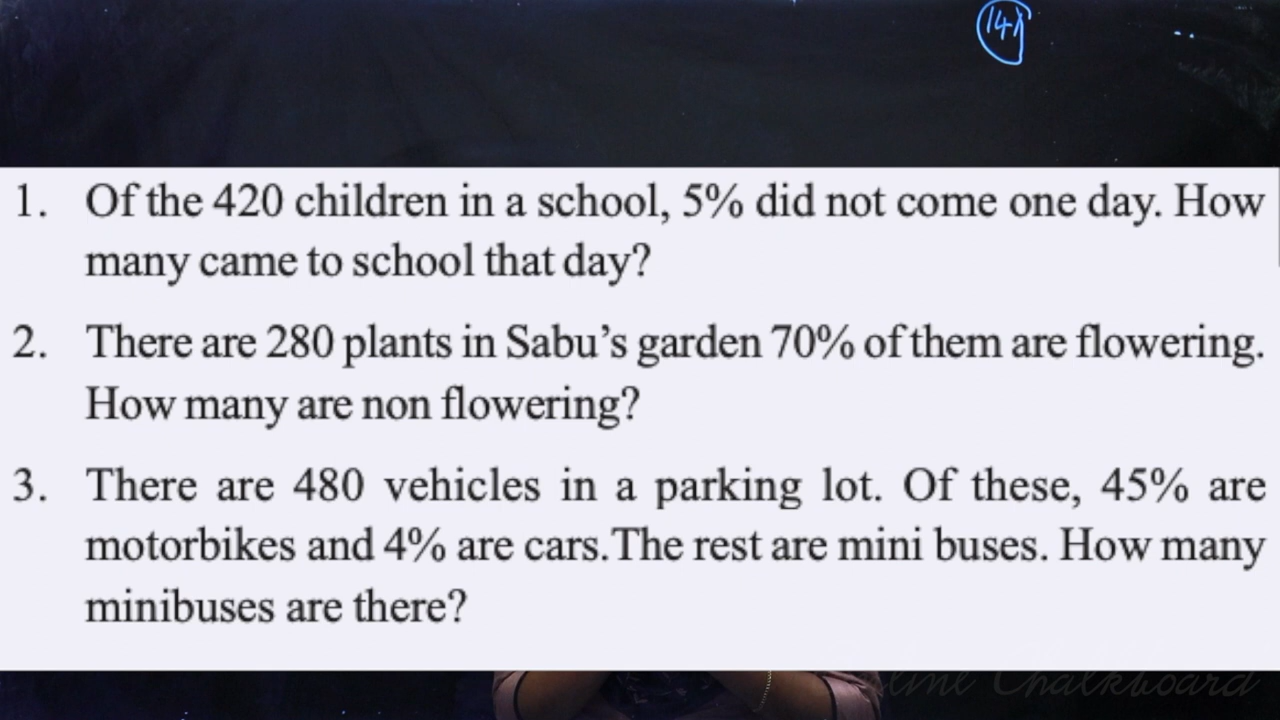 141
1. Of the 420 children in a school, 5% did not come one day. How
many came to school that day?
2. There are 280 plants in Sabu’s garden 70% of them are flowering.
How many are non flowering?
3. There are 480 vehicles in a parking lot. Of these, 45% are
motorbikes and 4% are cars.The rest are mini buses. How many
minibuses are there?
Chalkboard